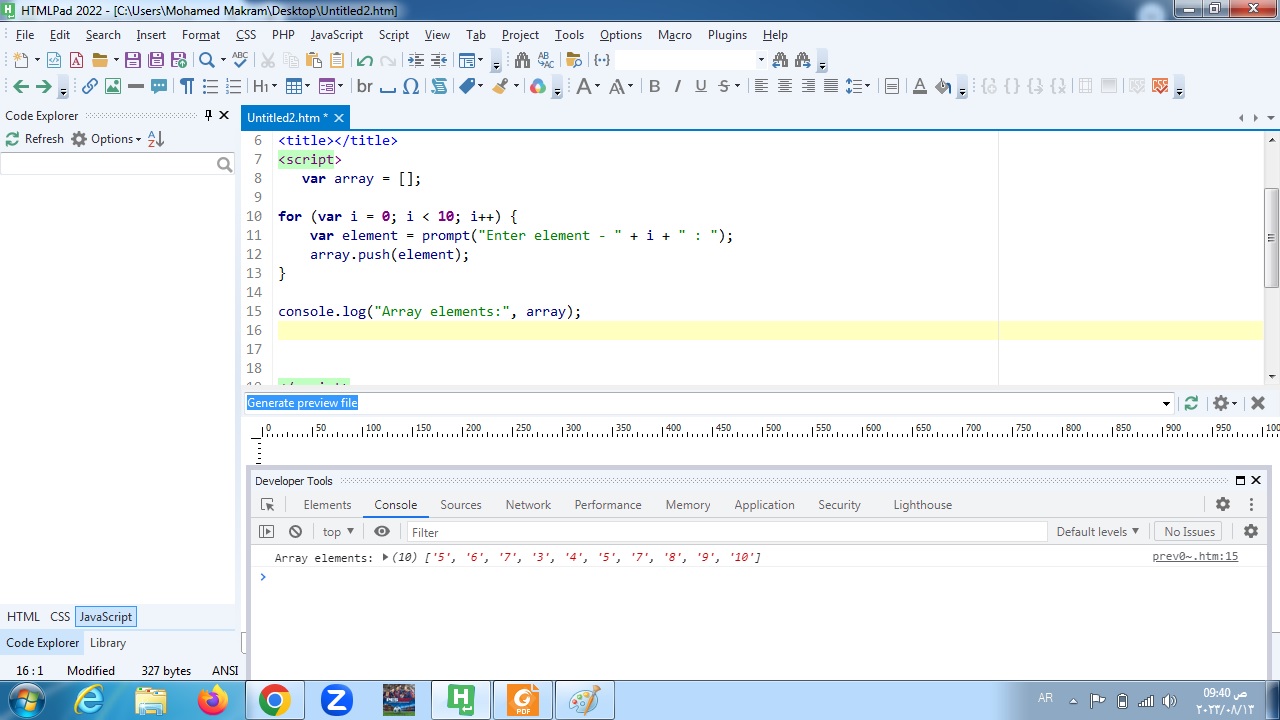 HTMLPad 2022 - [C:\Users\Mohamed Makram\Desktop\Untitled2.htm]
File Edit Search Insert Format CSS PHP JavaScript Script View Tab Project Tools Options Macro Plugins Help
ABC
H1 br Ω A A B I U S A
Code Explorer
Untitled2.htm *
Refresh Options
6 <title></title>
7 <script>
8 var array = [];
9
10 for (var i = 0; i < 10; i++) {
11 var element = prompt("Enter element - " + i + " : ");
12 array.push(element);
13 }
14
15 console.log("Array elements:", array);
16
17
18
Generate preview file
0 50 100 150 200 250 300 350 400 450 500 550 600 650 700 750 800 850 900 950 100
Developer Tools
Elements Console Sources Network Performance Memory Application Security Lighthouse
top Filter Default levels No Issues
Array elements: (10) ['5', '6', '7', '3', '4', '5', '7', '8', '9', '10'] prev0~.htm:15
HTML CSS JavaScript
Code Explorer Library
16 : 1 Modified 327 bytes ANSI
PDF
AR
09:40 ص
٢٠٢٣/٠٨/١٣